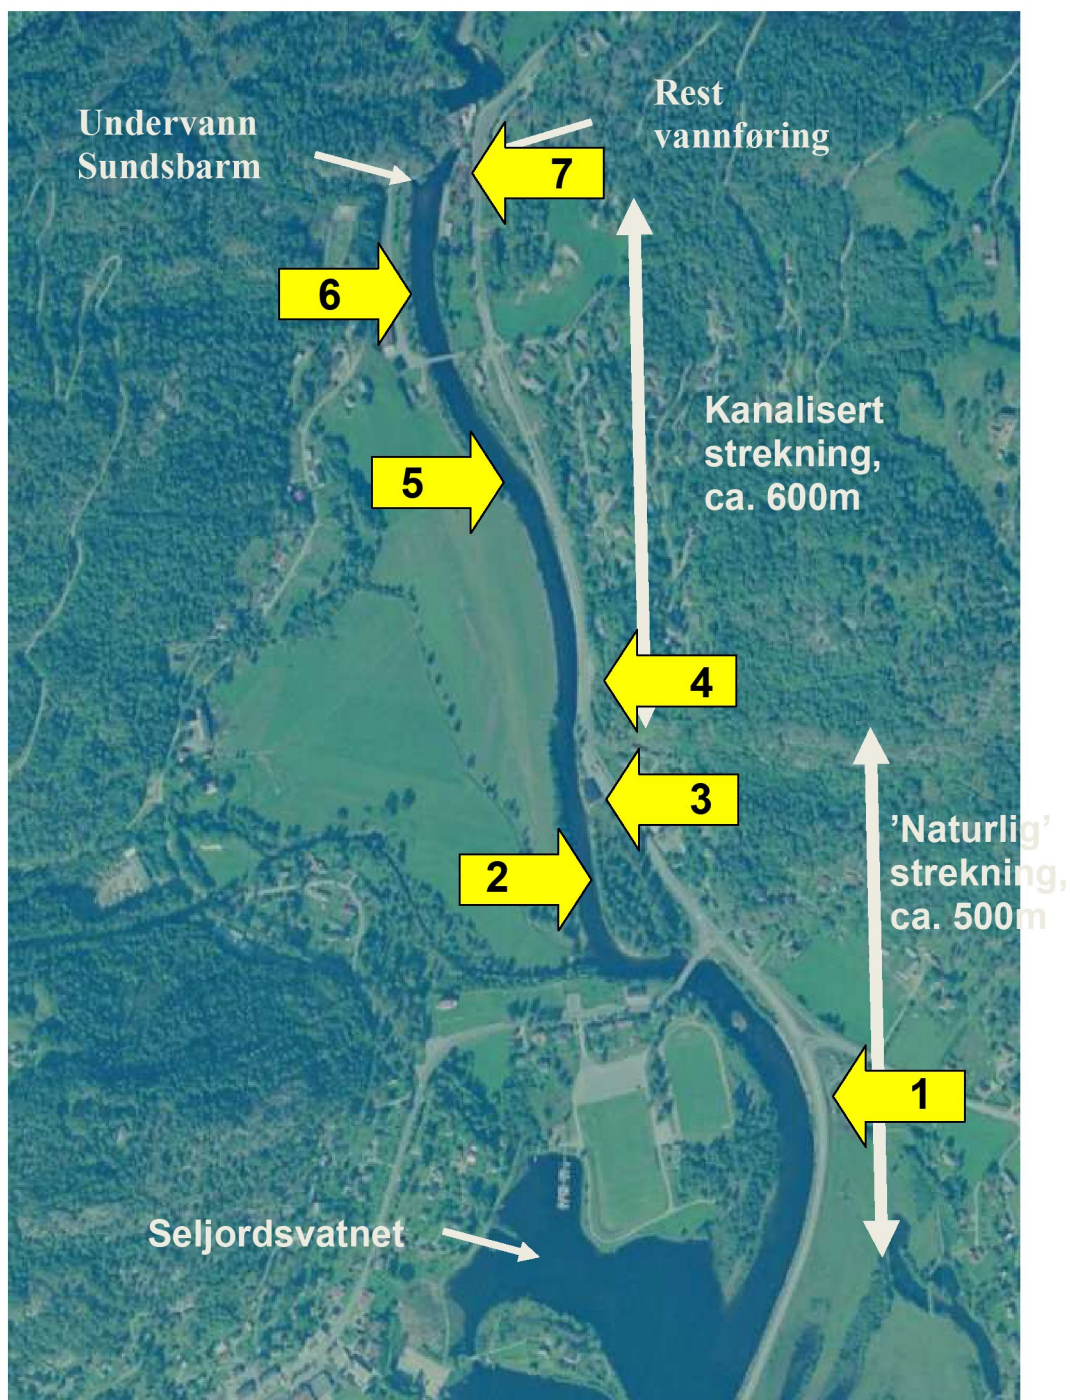 Rest
vannføring
Undervann
Sundsbarm
7
6
Kanalisert
strekning,
ca. 600m
5
4
3
’Naturlig’
strekning,
ca. 500m
2
1
Seljordsvatnet